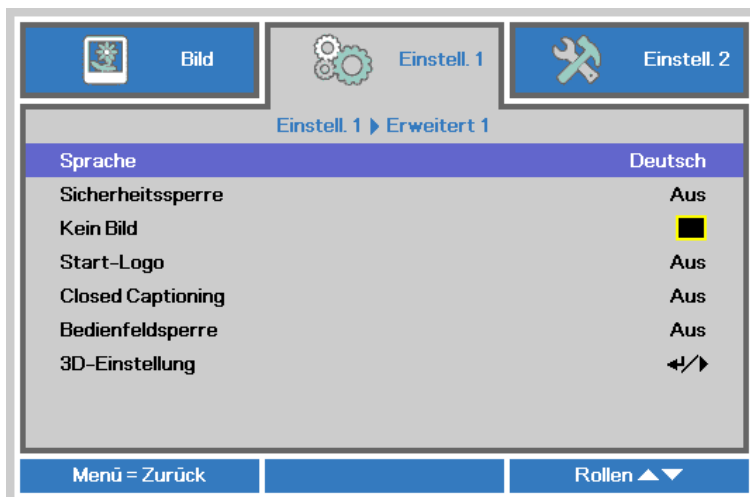 Bild
Einstell. 1
Einstell. 2
Einstell. 1 Erweitert 1
Sprache Deutsch
Sicherheitssperre Aus
Kein Bild
Start-Logo Aus
Closed Captioning Aus
Bedienfeldsperre Aus
3D-Einstellung
Menü = Zurück
Rollen